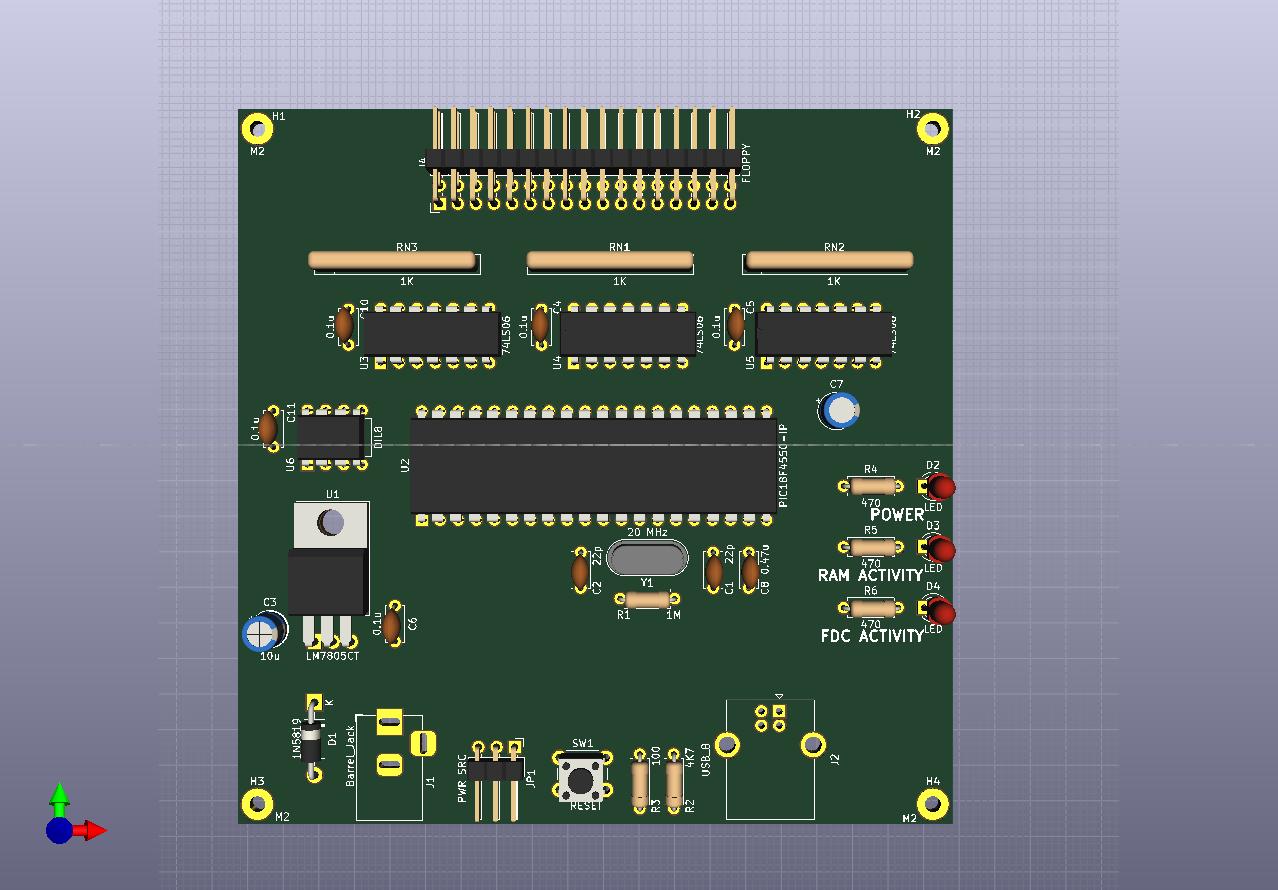 H1
H2
M2
M2
J4
FLOPPY
RN3
RN1
RN2
1K
1K
1K
0.1u
0.1u
C4
0.1u
C5
U3
74LS06
U4
74LS06
U5
C7
+
0.1u
C11
U6
DIL8
U2
PIC18F4550-IP
U1
R4
470
D2
LED
POWER
R5
470
D3
LED
RAM ACTIVITY
R6
470
D4
LED
FDC ACTIVITY
20 MHz
22p
C2
Y1
22p
C1
0.47u
C8
R1
1M
C3
10u
LM7805CT
0.1u
C6
K
1N5819
D1
Barrel_Jack
J1
PWR SRC
JP1
SW1
RESET
100
R3
4K7
R2
USB_B
J2
H3
M2
H4
M2